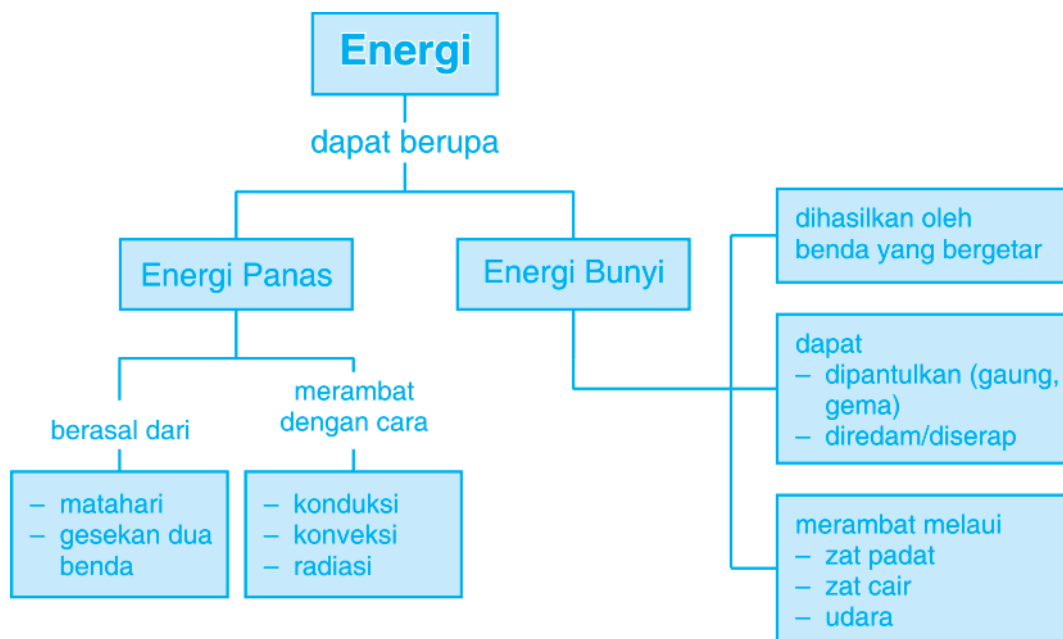 Energi
dapat berupa
Energi Panas
Energi Bunyi
berasal dari
– matahari
– gesekan dua
benda
merambat
dengan cara
– konduksi
– konveksi
– radiasi
dihasilkan oleh
benda yang bergetar
dapat
– dipantulkan (gaung,
gema)
– diredam/diserap
merambat melaui
– zat padat
– zat cair
– udara